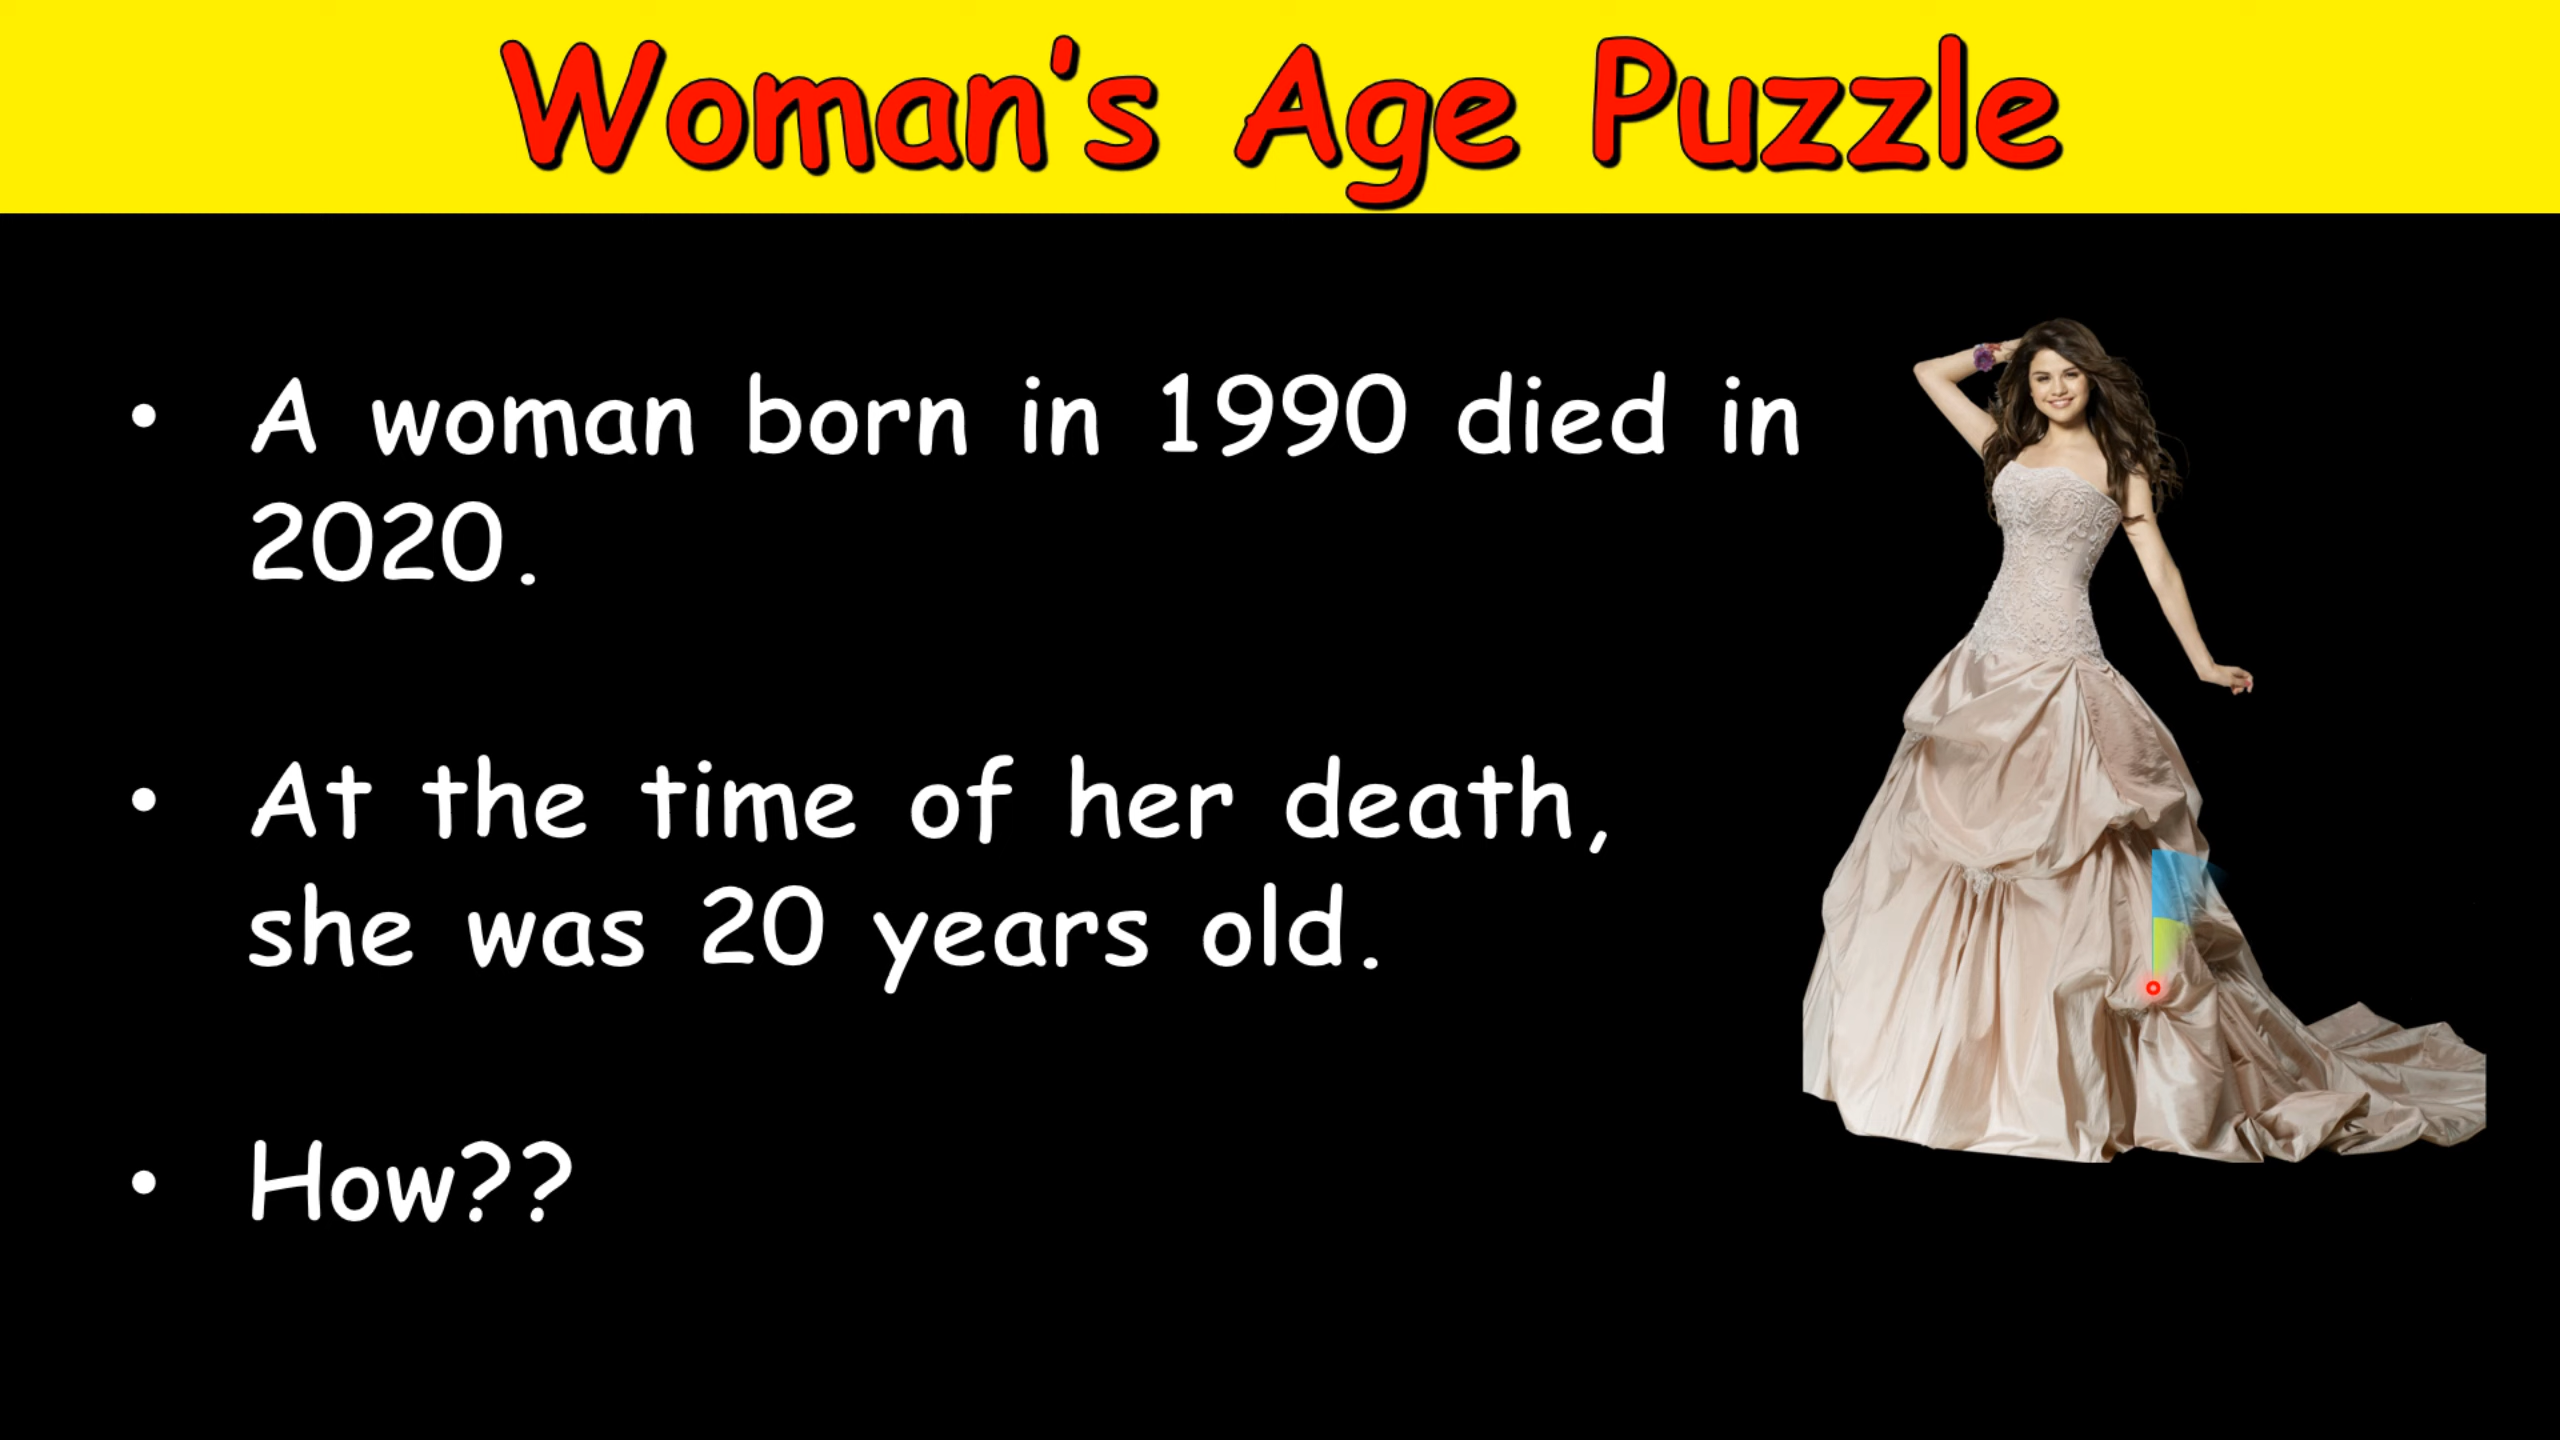 Woman's Age Puzzle
• A woman born in 1990 died in
2020.
• At the time of her death,
she was 20 years old.
• How??